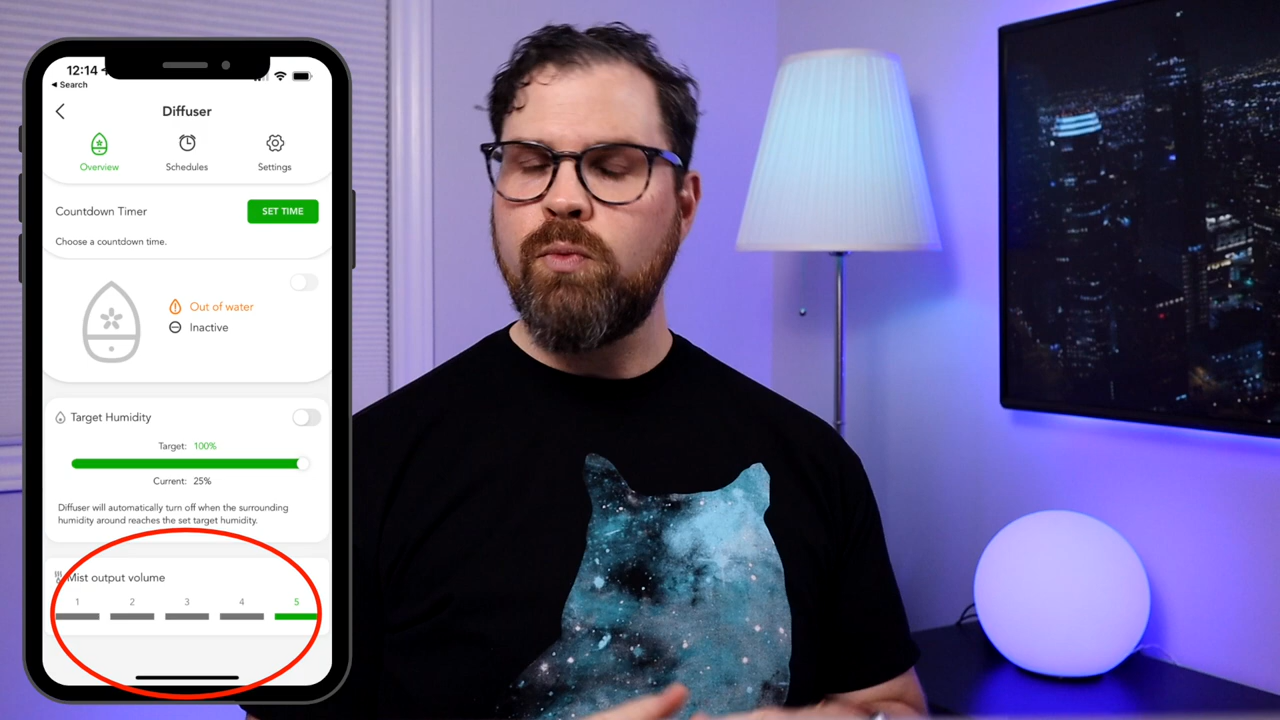 12:14
Search
Diffuser
Overview
Schedules
Settings
Countdown Timer
SET TIME
Choose a countdown time.
Out of water
Inactive
Target Humidity
Target: 100%
Current: 25%
Diffuser will automatically turn off when the surrounding
humidity around reaches the set target humidity.
Mist output volume
1 2 3 4 5